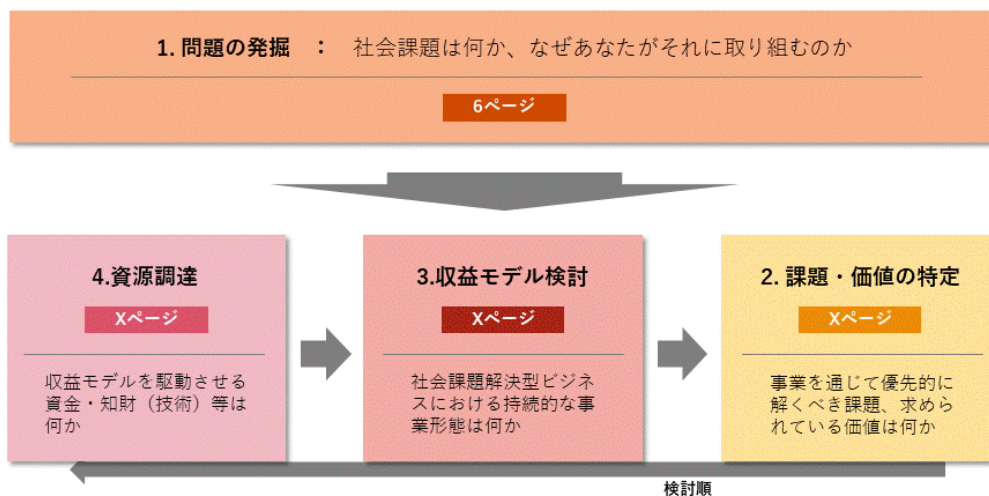 1. 問題の発掘 ： 社会課題は何か、なぜあなたがそれに取り組むのか
6ページ
4.資源調達
Xページ
収益モデルを駆動させる
資金・知財（技術）等は
何か
3.収益モデル検討
Xページ
社会課題解決型ビジネ
スにおける持続的な事
業形態は何か
2. 課題・価値の特定
Xページ
事業を通じて優先的に
解くべき課題、求めら
れている価値は何か
検討順